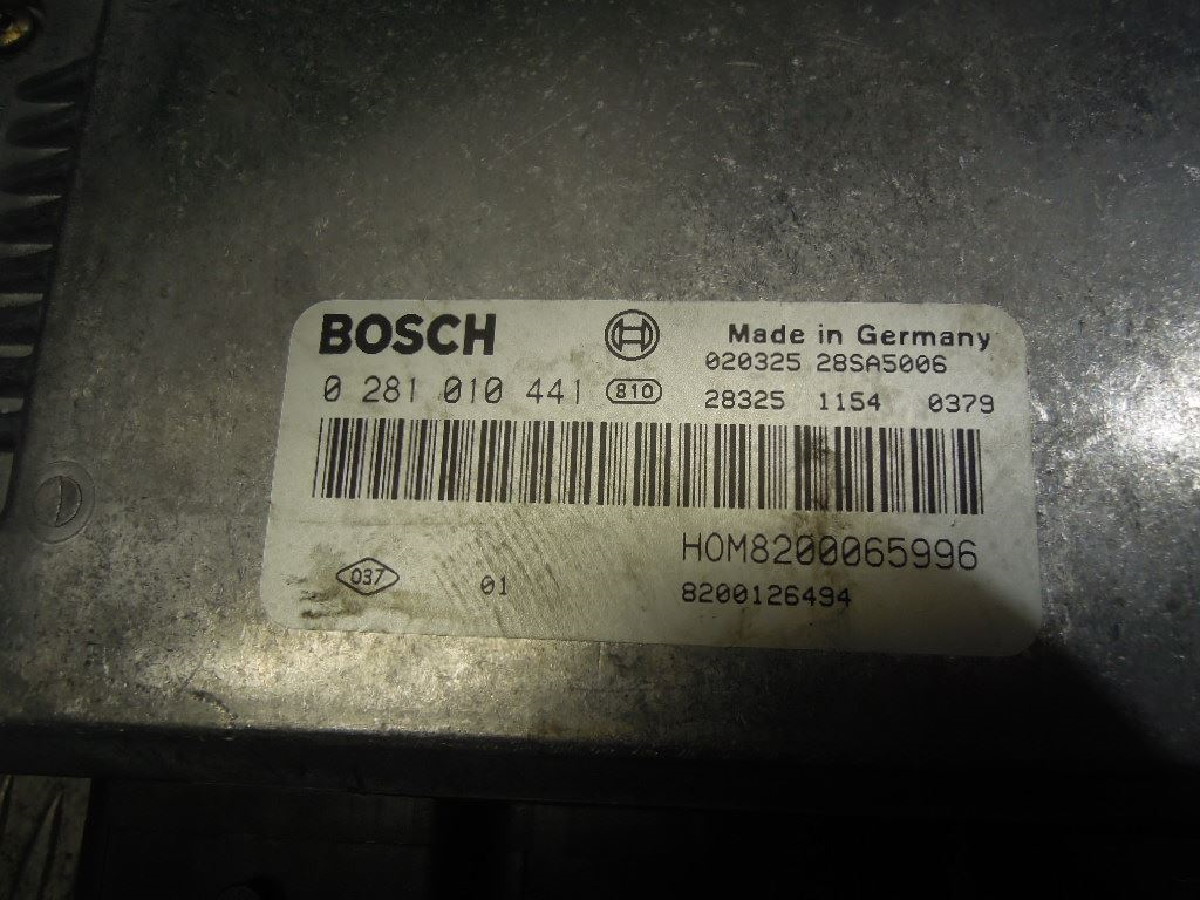 BOSCH
Made in Germany
020325 28SA5006
0 281 010 441 810
28325 1154 0379
HOM8200065996
037 01
8200126494